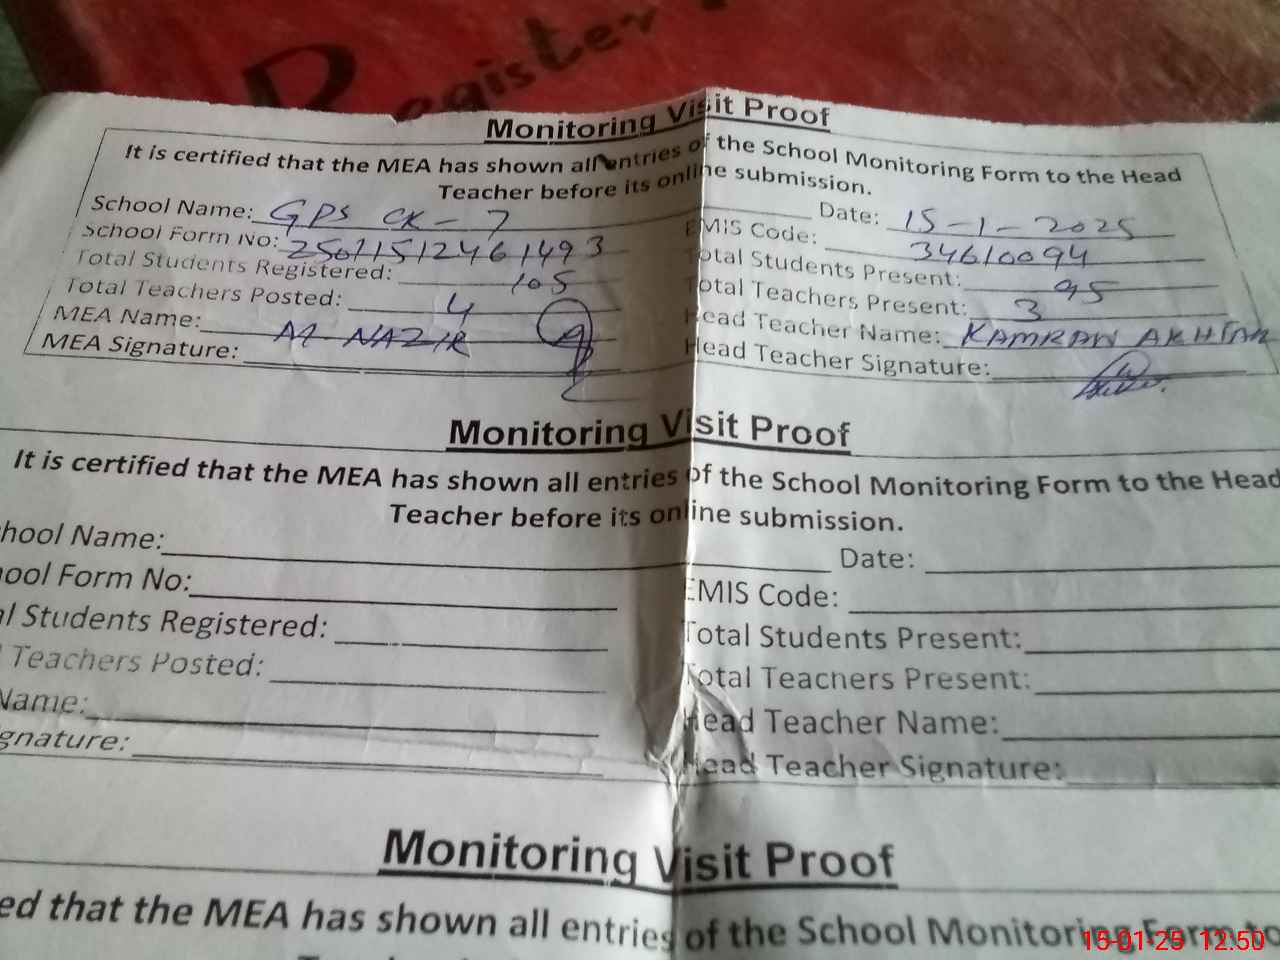 Register
Monitoring Visit Proof
It is certified that the MEA has shown all entries of the School Monitoring Form to the Head
Teacher before its online submission.
School Name: GPS CK-7 Date: 15-1-2025
School Form No: 25011512461493 EMIS Code: 34610094
Total Students Registered: 105 Total Students Present: 95
Total Teachers Posted: 4 Total Teachers Present: 3
MEA Name: M NAZIR Head Teacher Name: KAMRAN AKHTAR
MEA Signature: Head Teacher Signature:
Monitoring Visit Proof
It is certified that the MEA has shown all entries of the School Monitoring Form to the Head
Teacher before its online submission.
hool Name: Date:
ool Form No: EMIS Code:
al Students Registered: Total Students Present:
l Teachers Posted: Total Teachers Present:
Name: Head Teacher Name:
gnature: Head Teacher Signature:
Monitoring Visit Proof
ed that the MEA has shown all entries of the School Monitoring Form to
15-01-25 12:50